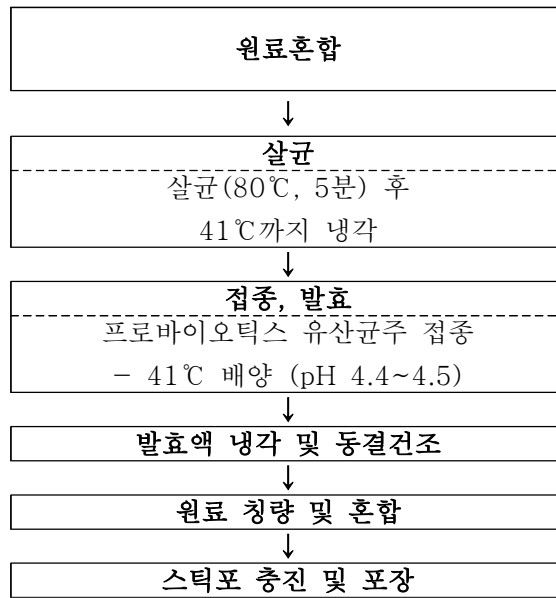 원료혼합
↓
살균
살균(80℃, 5분) 후
41℃까지 냉각
↓
접종, 발효
프로바이오틱스 유산균주 접종
- 41℃ 배양 (pH 4.4~4.5)
↓
발효액 냉각 및 동결건조
↓
원료 칭량 및 혼합
↓
스틱포 충진 및 포장